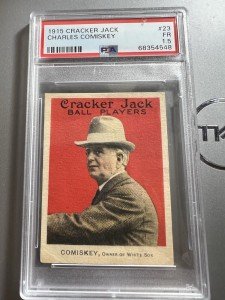 1915 CRACKER JACK #23
CHARLES COMISKEY FR
1.5
PSA 68354548
Cracker Jack
BALL PLAYERS
COMISKEY, OWNER OF WHITE SOX